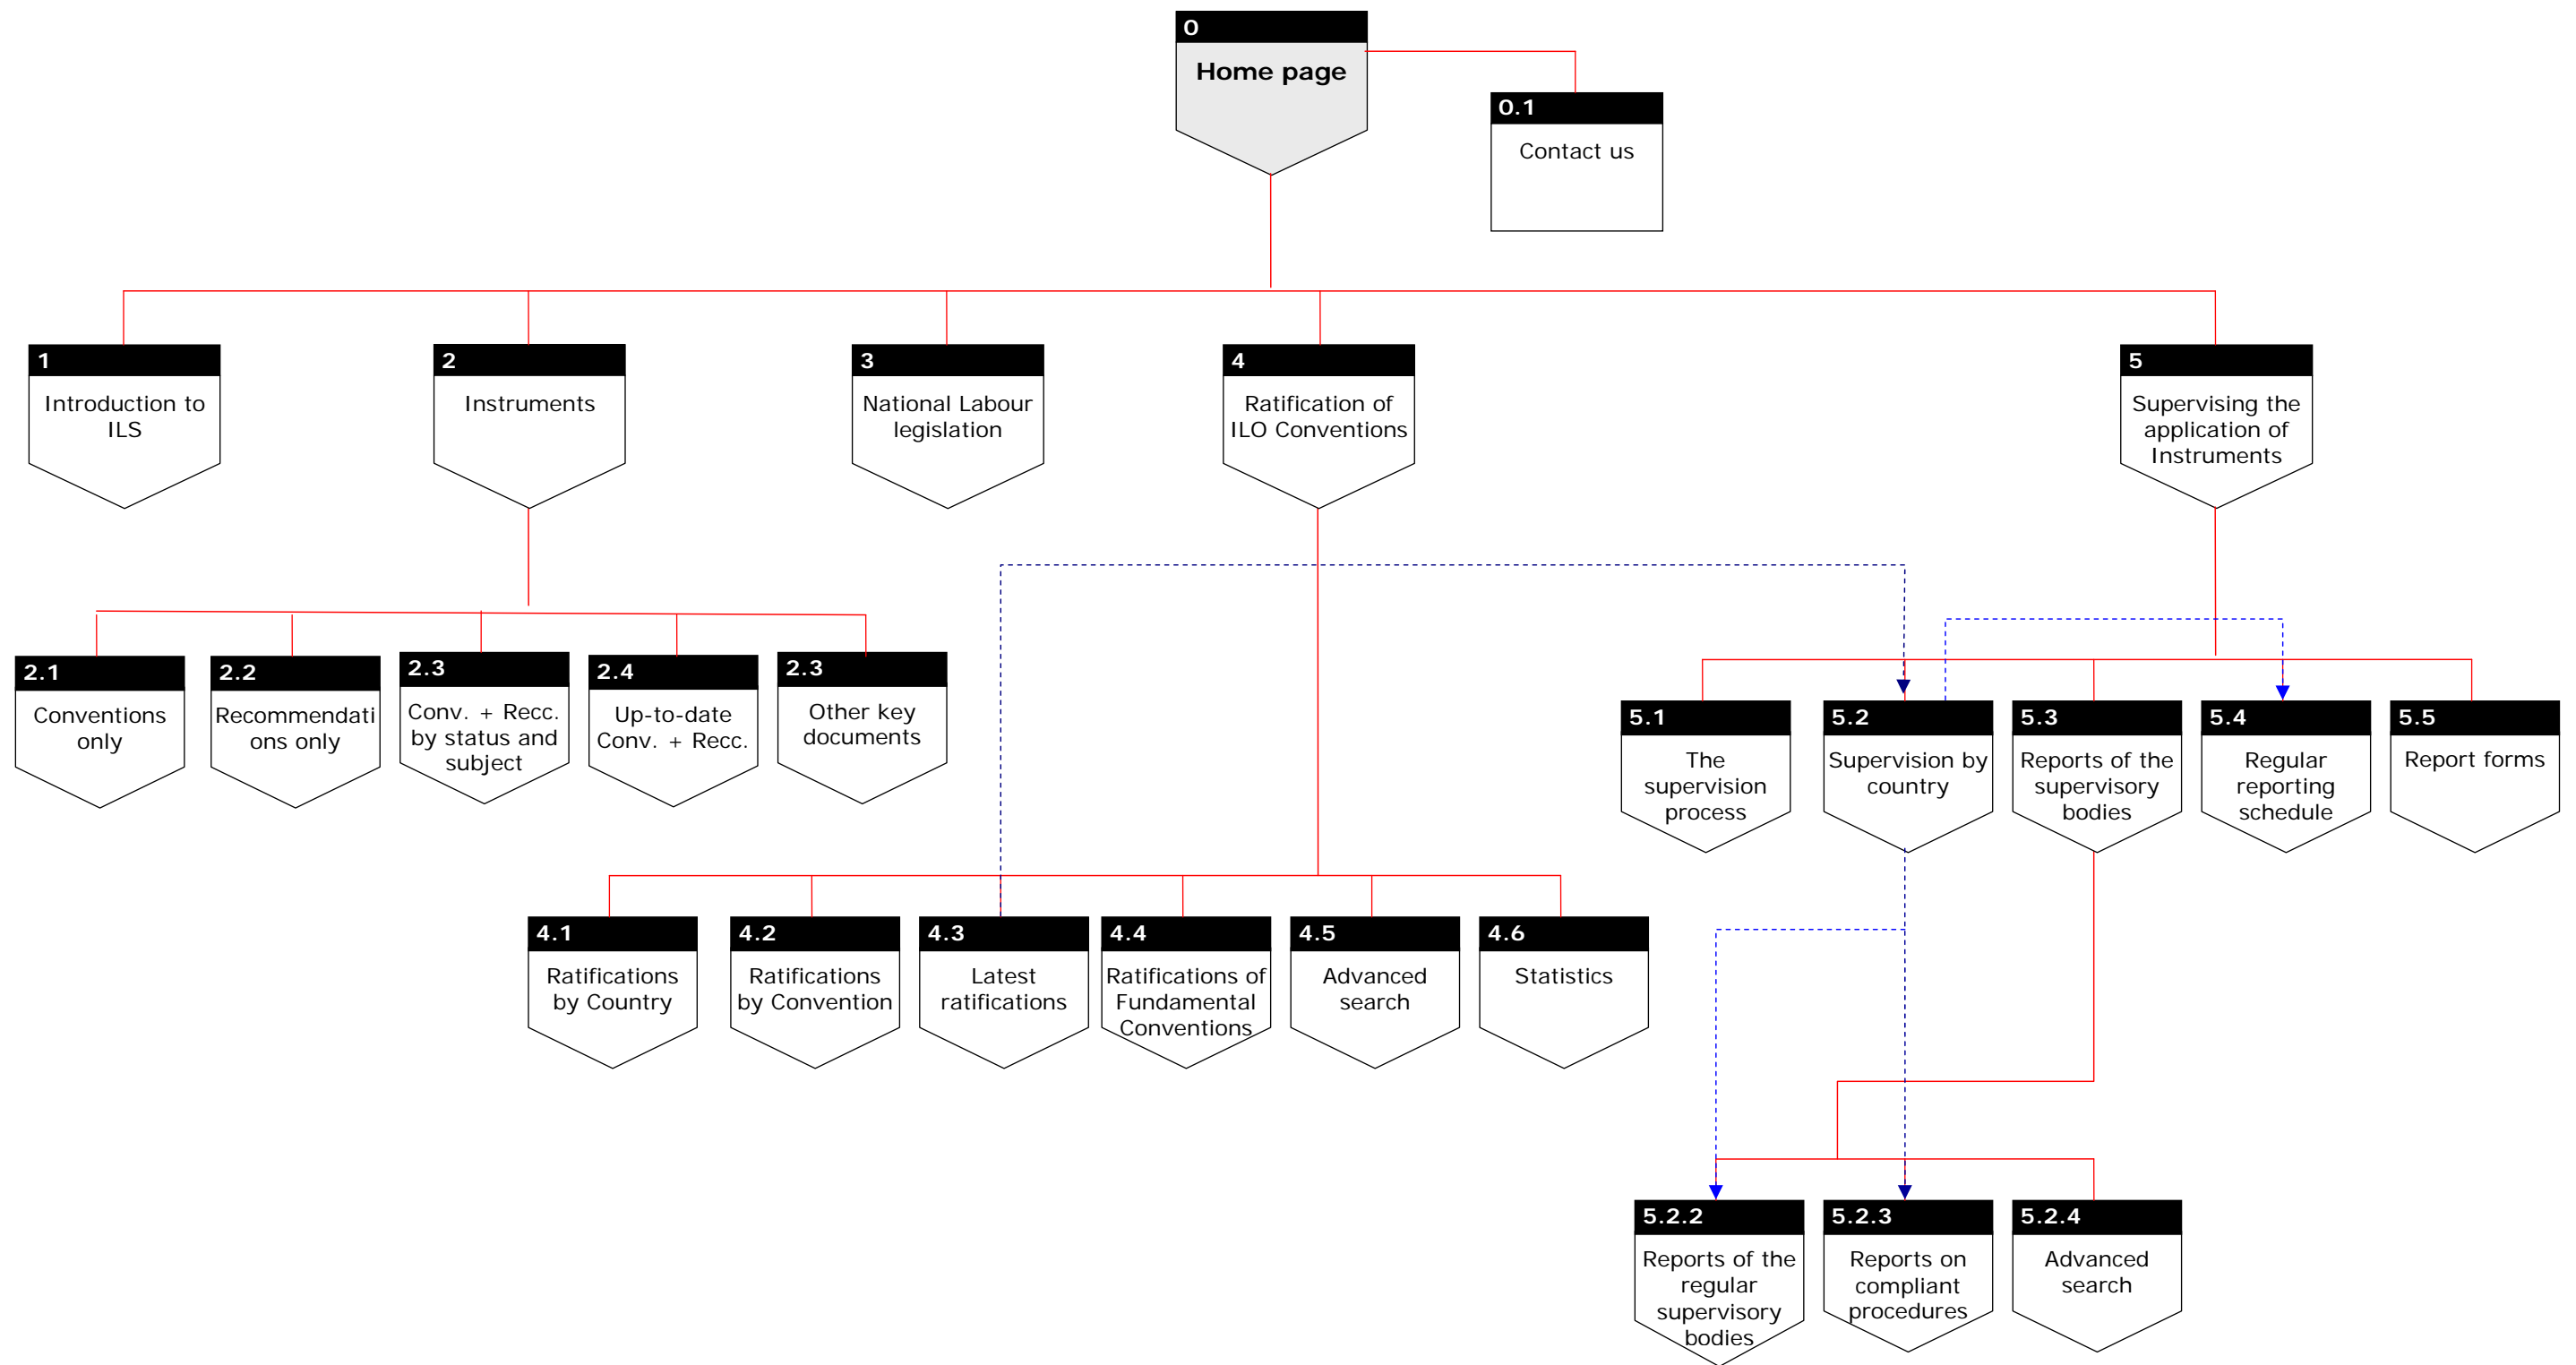 0
Home page
0.1
Contact us
1
Introduction to
ILS
2
Instruments
3
National Labour
legislation
4
Ratification of
ILO Conventions
5
Supervising the
application of
Instruments
2.1
Conventions
only
2.2
Recommendati
ons only
2.3
Conv. + Recc.
by status and
subject
2.4
Up-to-date
Conv. + Recc.
2.3
Other key
documents
5.1
The
supervision
process
5.2
Supervision by
country
5.3
Reports of the
supervisory
bodies
5.4
Regular
reporting
schedule
5.5
Report forms
4.1
Ratifications
by Country
4.2
Ratifications
by Convention
4.3
Latest
ratifications
4.4
Ratifications of
Fundamental
Conventions
4.5
Advanced
search
4.6
Statistics
5.2.2
Reports of the
regular
supervisory
bodies
5.2.3
Reports on
compliant
procedures
5.2.4
Advanced
search